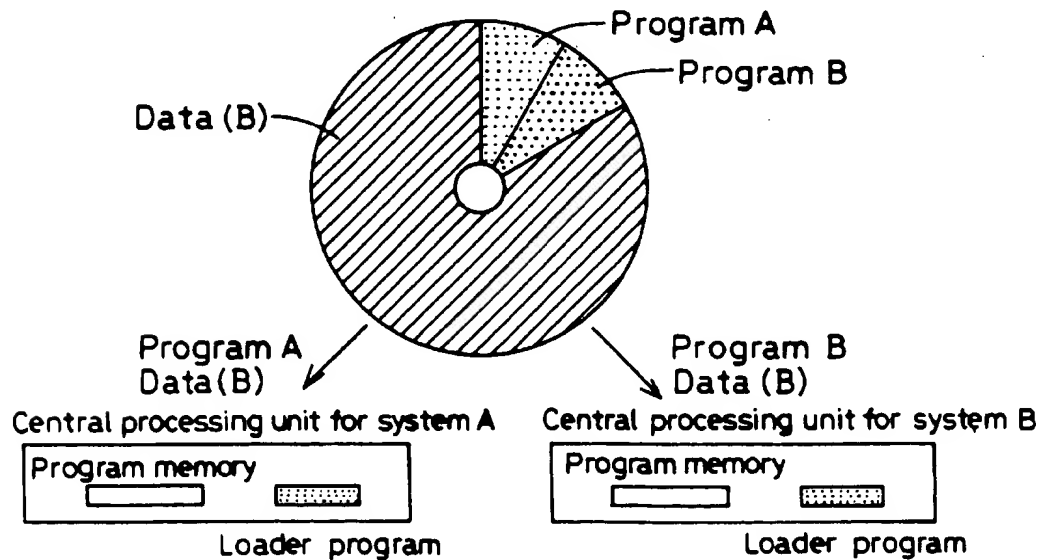 Program A
Program B
Data (B)
Program A
Data (B)
Program B
Data (B)
Central processing unit for system A
Central processing unit for system B
Program memory
Program memory
Loader program
Loader program